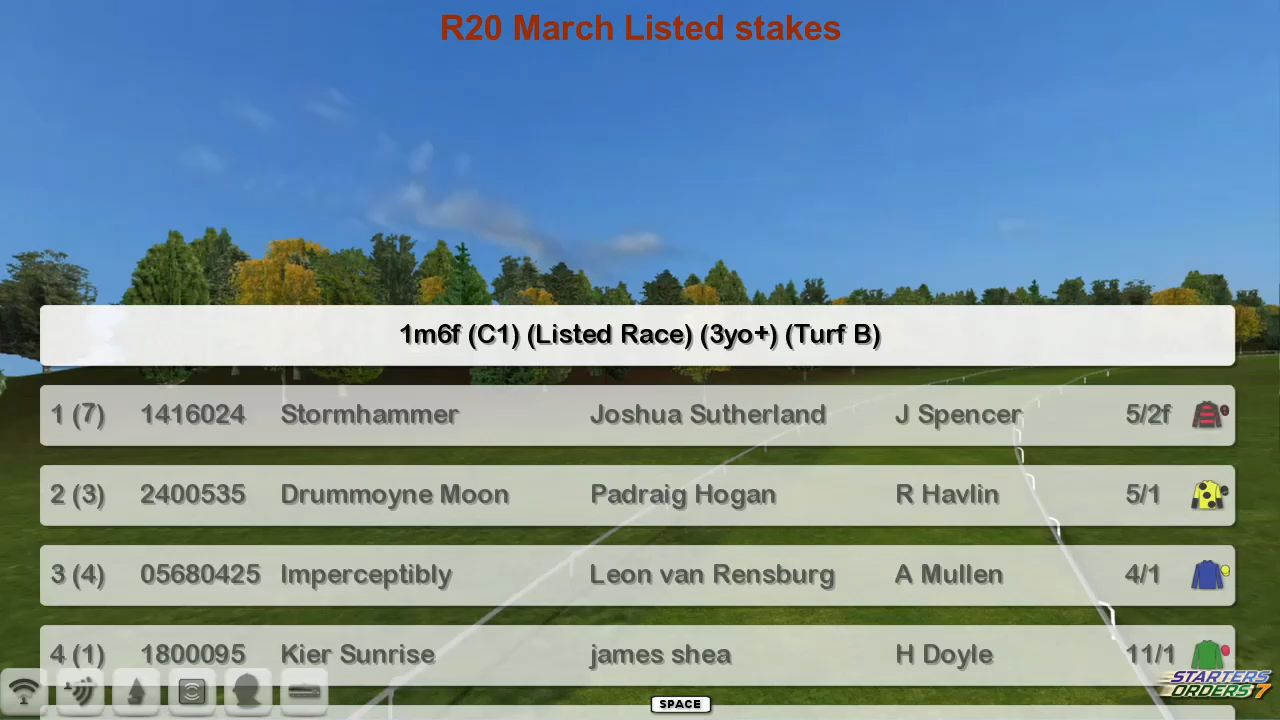 R20 March Listed stakes
1m6f (C1) (Listed Race) (3yo+) (Turf B)
1 (7) 1416024 Stormhammer Joshua Sutherland J Spencer 5/2f
2 (3) 2400535 Drummoyne Moon Padraig Hogan R Havlin 5/1
3 (4) 05680425 Imperceptibly Leon van Rensburg A Mullen 4/1
4 (1) 1800095 Kier Sunrise james shea H Doyle 11/1
STARTERS ORDERS 7
SPACE